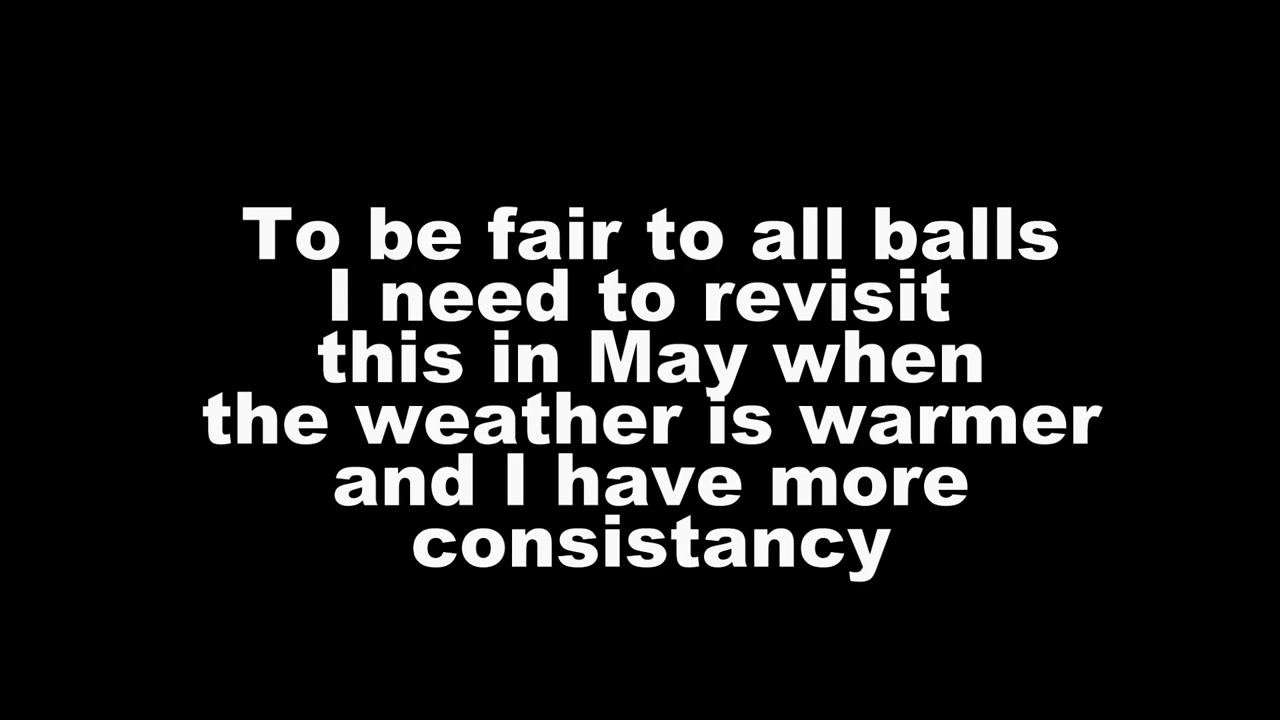 To be fair to all balls
I need to revisit
this in May when
the weather is warmer
and I have more
consistancy